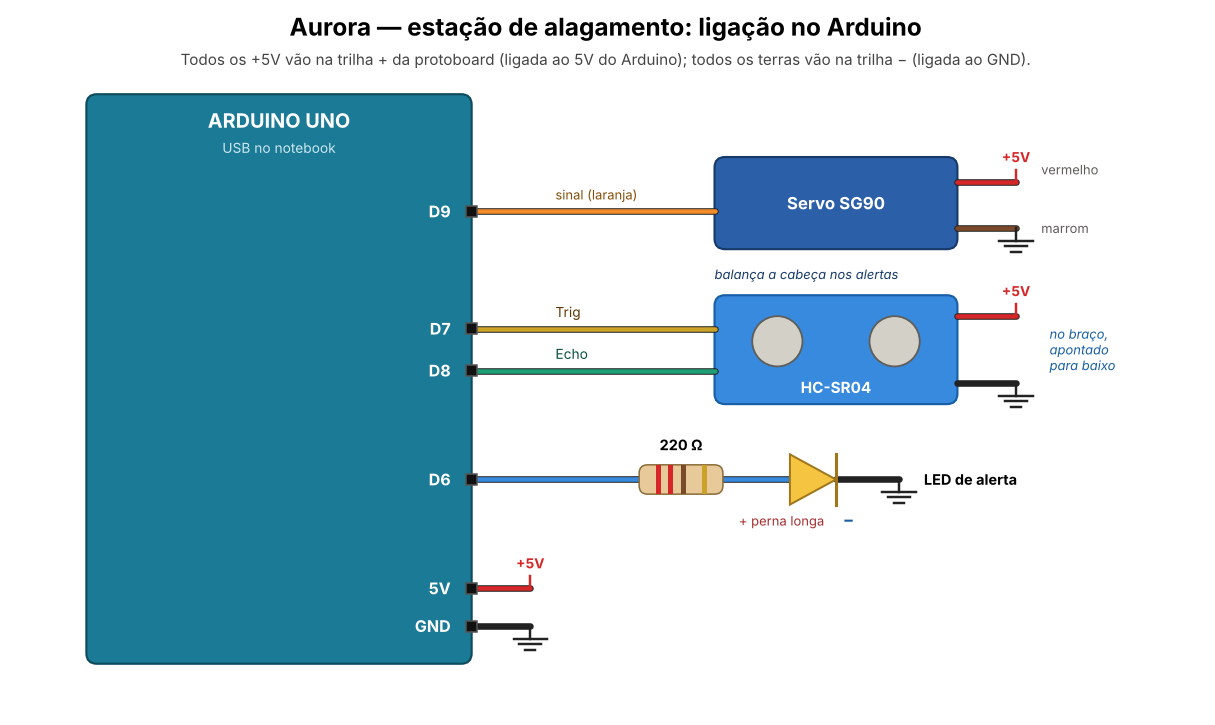 Aurora — estação de alagamento: ligação no Arduino
Todos os +5V vão na trilha + da protoboard (ligada ao 5V do Arduino); todos os terras vão na trilha − (ligada ao GND).
ARDUINO UNO
USB no notebook
D9
sinal (laranja)
Servo SG90
+5V
vermelho
marrom
balança a cabeça nos alertas
D7
Trig
D8
Echo
HC-SR04
+5V
no braço,
apontado
para baixo
D6
220 Ω
+ perna longa
−
LED de alerta
5V
+5V
GND